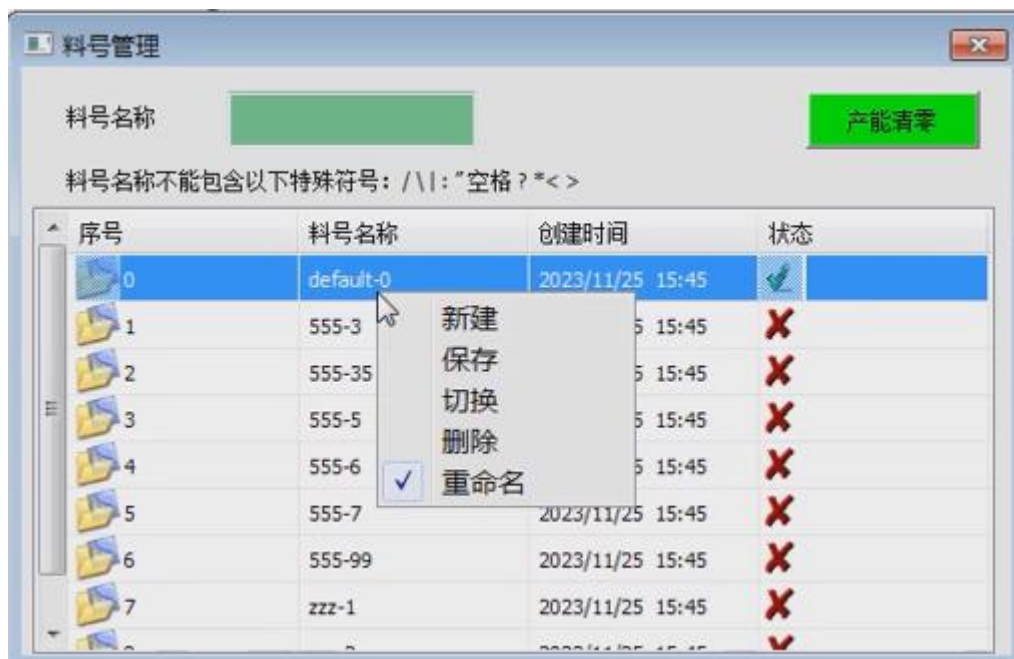 料号管理
料号名称
产能清零
料号名称不能包含以下特殊符号: /\|:"空格?*<>
序号 料号名称 创建时间 状态
0 default-0 2023/11/25 15:45
新建
1 555-3 5 15:45
保存
2 555-35 5 15:45
切换
3 555-5 5 15:45
删除
4 555-6 5 15:45
重命名
5 555-7 2023/11/25 15:45
6 555-99 2023/11/25 15:45
7 zzz-1 2023/11/25 15:45